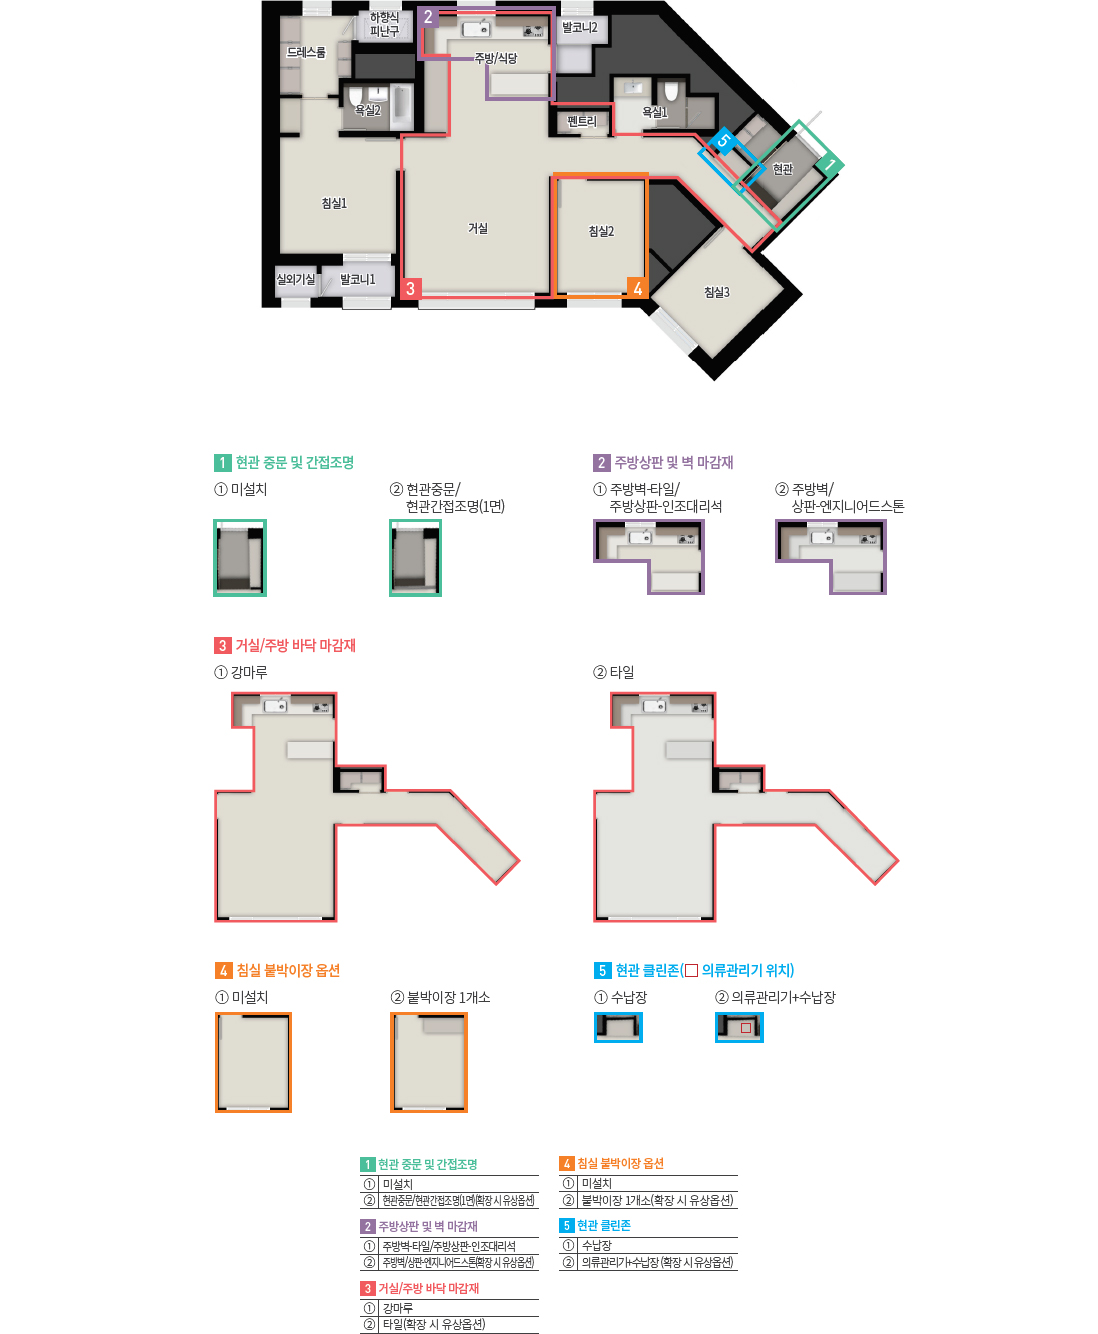 하향식
피난구
드레스룸
2
주방/식당
발코니2
욕실2
펜트리
욕실1
5
현관
1
침실1
거실
침실2
실외기실
발코니1
3
4
침실3
1 현관 중문 및 간접조명
① 미설치
② 현관중문/
현관간접조명(1면)
2 주방상판 및 벽 마감재
① 주방벽-타일/
주방상판-인조대리석
② 주방벽/
상판-엔지니어드스톤
3 거실/주방 바닥 마감재
① 강마루
② 타일
4 침실 붙박이장 옵션
① 미설치
② 붙박이장 1개소
5 현관 클린존(□ 의류관리기 위치)
① 수납장
② 의류관리기+수납장
1 현관 중문 및 간접조명
① 미설치
② 현관중문/현관간접조명(1면)(확장 시 유상옵션)
2 주방상판 및 벽 마감재
① 주방벽-타일/주방상판-인조대리석
② 주방벽/상판-엔지니어드스톤(확장 시 유상옵션)
3 거실/주방 바닥 마감재
① 강마루
② 타일(확장 시 유상옵션)
4 침실 붙박이장 옵션
① 미설치
② 붙박이장 1개소(확장 시 유상옵션)
5 현관 클린존
① 수납장
② 의류관리기+수납장 (확장 시 유상옵션)